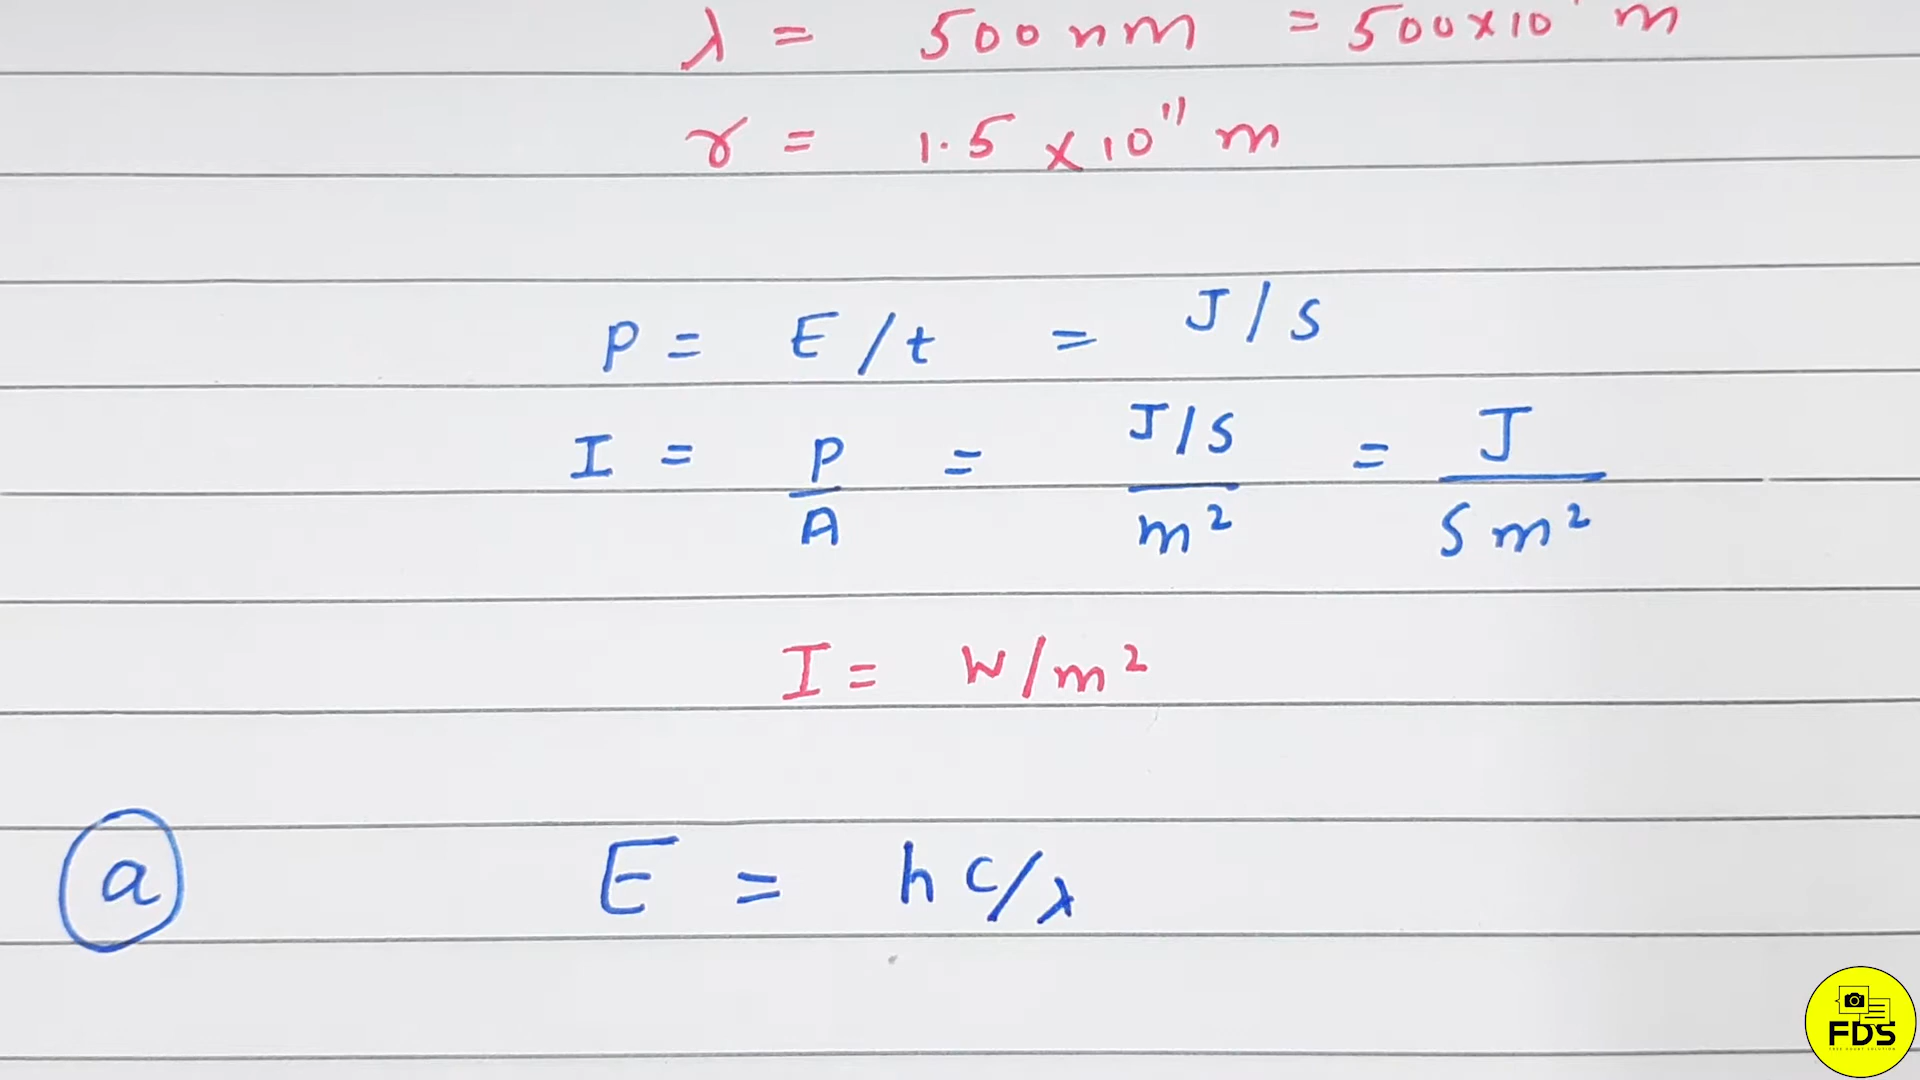 λ = 500 nm = 500×10 m
r = 1.5 × 10¹¹ m
P = E/t = J/s
I = P/A = J/s / m² = J / s m²
I = W/m²
a E = hc/λ
FDS